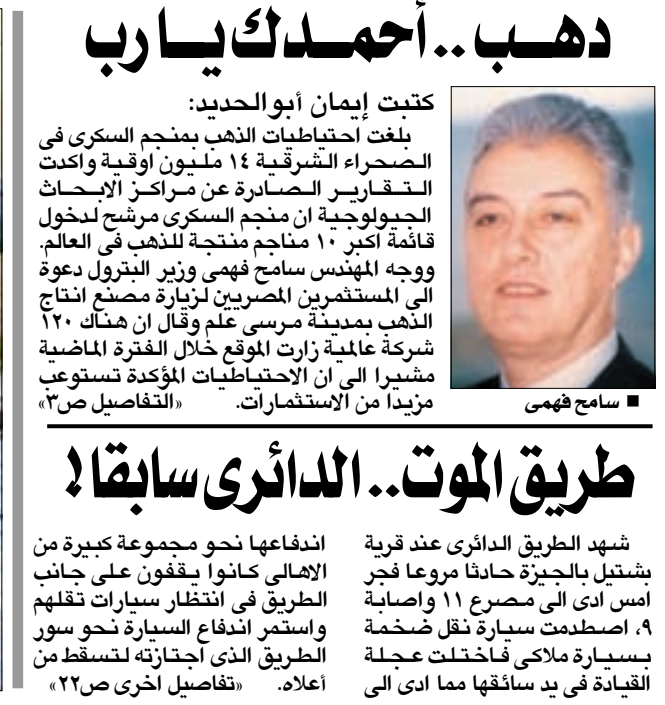 دهب.. أحمدك يا رب
كتبت إيمان أبوالحديد:
بلغت احتياطيات الذهب بمنجم السكرى فى
الصحراء الشرقية ١٤ مليون اوقية واكدت
التقارير الصادرة عن مراكز الابحاث
الجيولوجية ان منجم السكرى مرشح لدخول
قائمة اكبر ١٠ مناجم منتجة للذهب فى العالم.
ووجه المهندس سامح فهمى وزير البترول دعوة
الى المستثمرين المصريين لزيارة مصنع انتاج
الذهب بمدينة مرسى علم وقال ان هناك ١٢٠
شركة عالمية زارت الموقع خلال الفترة الماضية
مشيرا الى ان الاحتياطيات المؤكدة تستوعب
مزيدا من الاستثمارات. «التفاصيل ص٣»
■ سامح فهمى
طريق الموت.. الدائرى سابقا!
شهد الطريق الدائرى عند قرية
بشتيل بالجيزة حادثا مروعا فجر
امس ادى الى مصرع ١١ واصابة
٩، اصطدمت سيارة نقل ضخمة
بسيارة ملاكى فاختلت عجلة
القيادة فى يد سائقها مما ادى الى
اندفاعها نحو مجموعة كبيرة من
الاهالى كانوا يقفون على جانب
الطريق فى انتظار سيارات تقلهم
واستمر اندفاع السيارة نحو سور
الطريق الذى اجتازته لتسقط من
أعلاه. «تفاصيل اخرى ص٢٢»